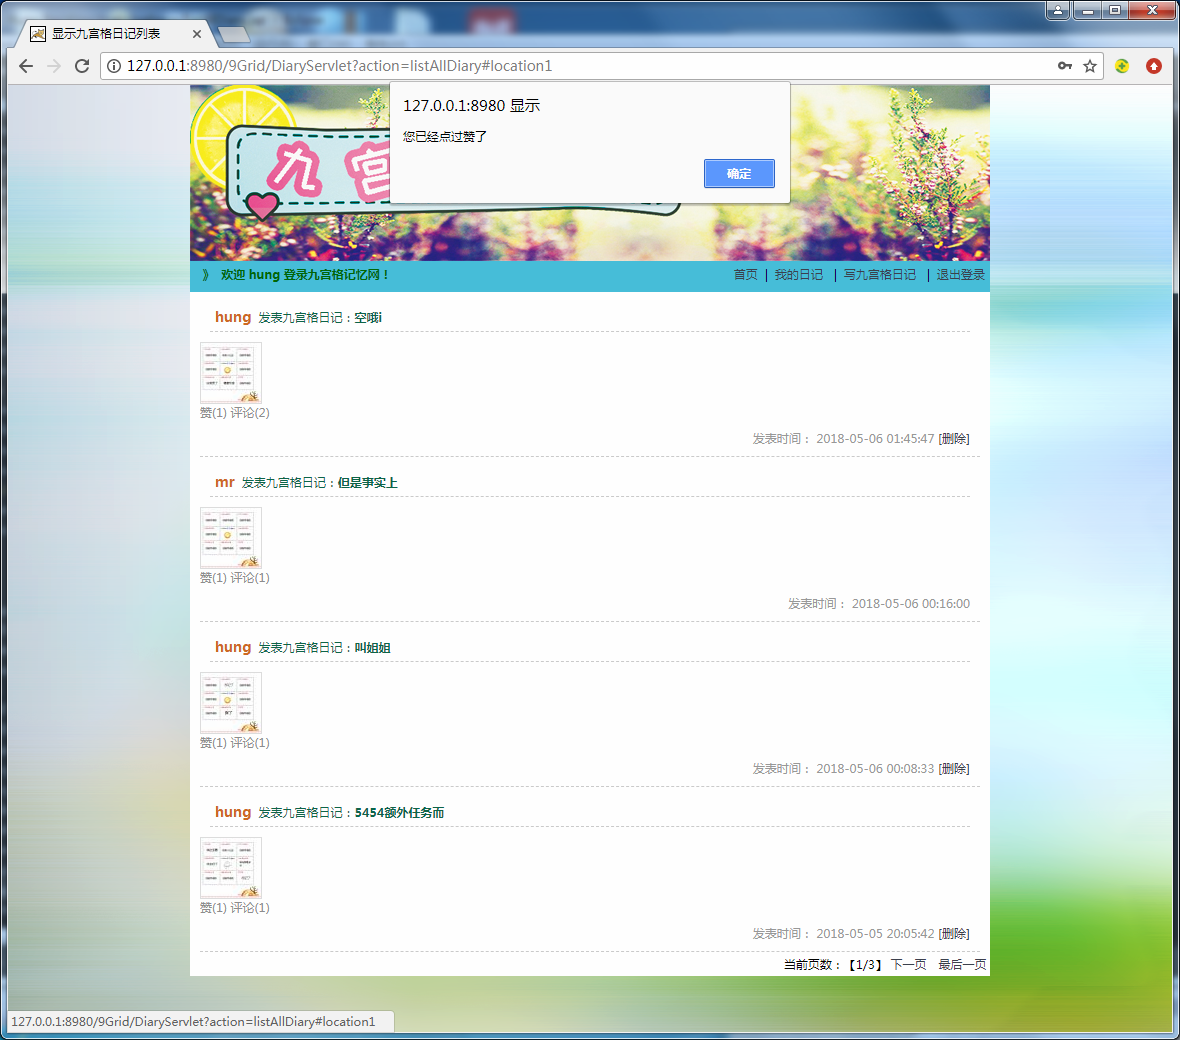 显示九宫格日记列表
127.0.0.1:8980/9Grid/DiaryServlet?action=listAllDiary#location1
127.0.0.1:8980 显示
您已经点过赞了
确定
九宫
》 欢迎 hung 登录九宫格记忆网！
首页 | 我的日记 | 写九宫格日记 | 退出登录
hung 发表九宫格日记：空哦i
赞(1) 评论(2)
发表时间： 2018-05-06 01:45:47 [删除]
mr 发表九宫格日记：但是事实上
赞(1) 评论(1)
发表时间： 2018-05-06 00:16:00
hung 发表九宫格日记：叫姐姐
赞(1) 评论(1)
发表时间： 2018-05-06 00:08:33 [删除]
hung 发表九宫格日记：5454额外任务而
赞(1) 评论(1)
发表时间： 2018-05-05 20:05:42 [删除]
当前页数：【1/3】 下一页 最后一页
127.0.0.1:8980/9Grid/DiaryServlet?action=listAllDiary#location1